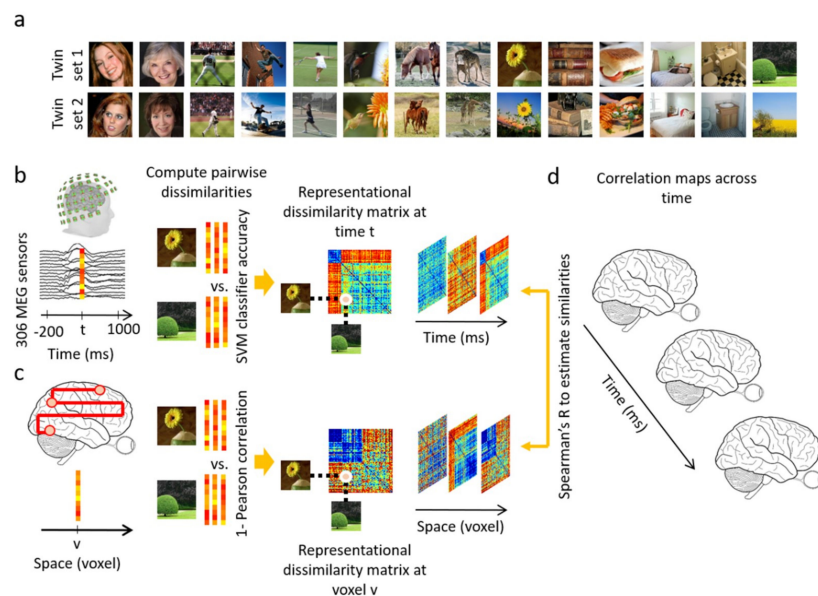 a
Twin
set 1
Twin
set 2
b
Compute pairwise
dissimilarities
306 MEG sensors
-200
t
1000
Time (ms)
vs.
SVM classifier accuracy
Representational
dissimilarity matrix at
time t
Time (ms)
c
v
Space (voxel)
vs.
1- Pearson correlation
Space (voxel)
Representational
dissimilarity matrix at
voxel v
Spearman's R to estimate similarities
d
Correlation maps across
time
Time (ms)